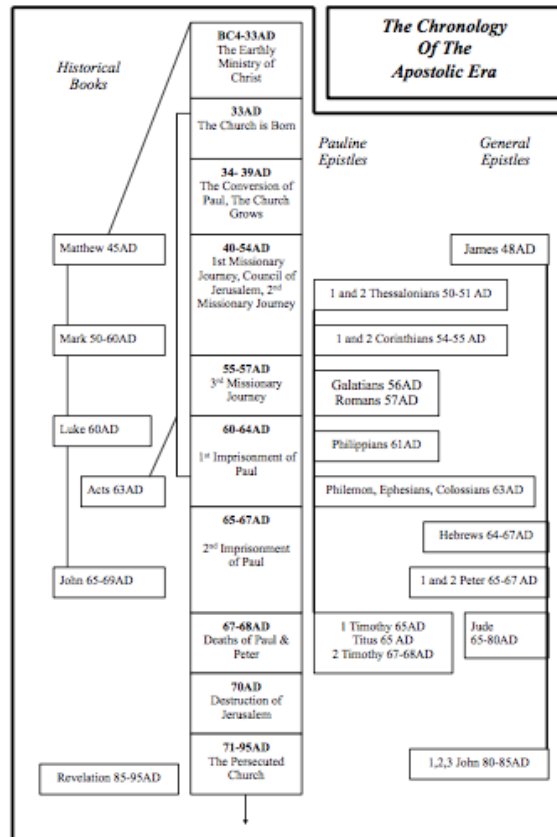 The Chronology
Of The
Apostolic Era
Historical
Books
Pauline
Epistles
General
Epistles
BC4-33AD
The Earthly
Ministry of
Christ
33AD
The Church is Born
34- 39AD
The Conversion of
Paul, The Church
Grows
40-54AD
1st Missionary
Journey, Council of
Jerusalem, 2nd
Missionary Journey
55-57AD
3rd Missionary
Journey
60-64AD
1st Imprisonment of
Paul
65-67AD
2nd Imprisonment
of Paul
67-68AD
Deaths of Paul &
Peter
70AD
Destruction of
Jerusalem
71-95AD
The Persecuted
Church
Matthew 45AD
Mark 50-60AD
Luke 60AD
Acts 63AD
John 65-69AD
Revelation 85-95AD
1 and 2 Thessalonians 50-51 AD
1 and 2 Corinthians 54-55 AD
Galatians 56AD
Romans 57AD
Philippians 61AD
Philemon, Ephesians, Colossians 63AD
1 Timothy 65AD
Titus 65 AD
2 Timothy 67-68AD
James 48AD
Hebrews 64-67AD
1 and 2 Peter 65-67 AD
Jude
65-80AD
1,2,3 John 80-85AD